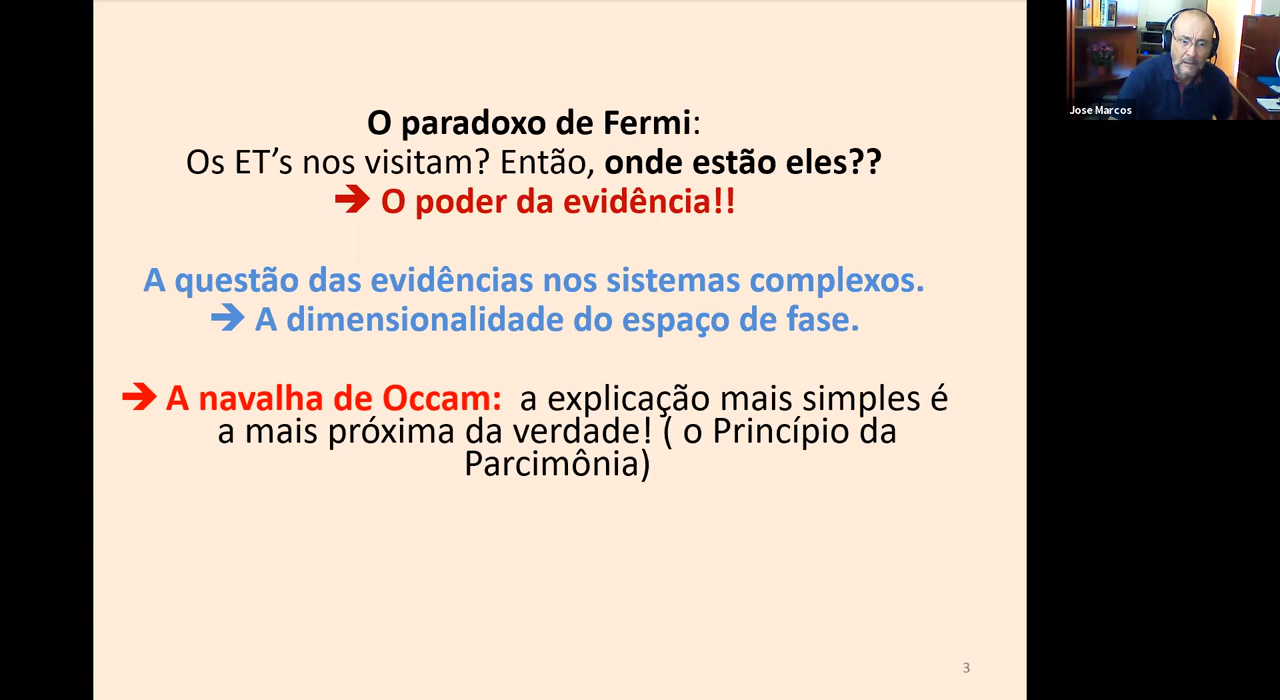 O paradoxo de Fermi:
Os ET’s nos visitam? Então, onde estão eles??
➔ O poder da evidência!!
A questão das evidências nos sistemas complexos.
➔ A dimensionalidade do espaço de fase.
➔ A navalha de Occam: a explicação mais simples é
a mais próxima da verdade! ( o Princípio da
Parcimônia)
3
Jose Marcos